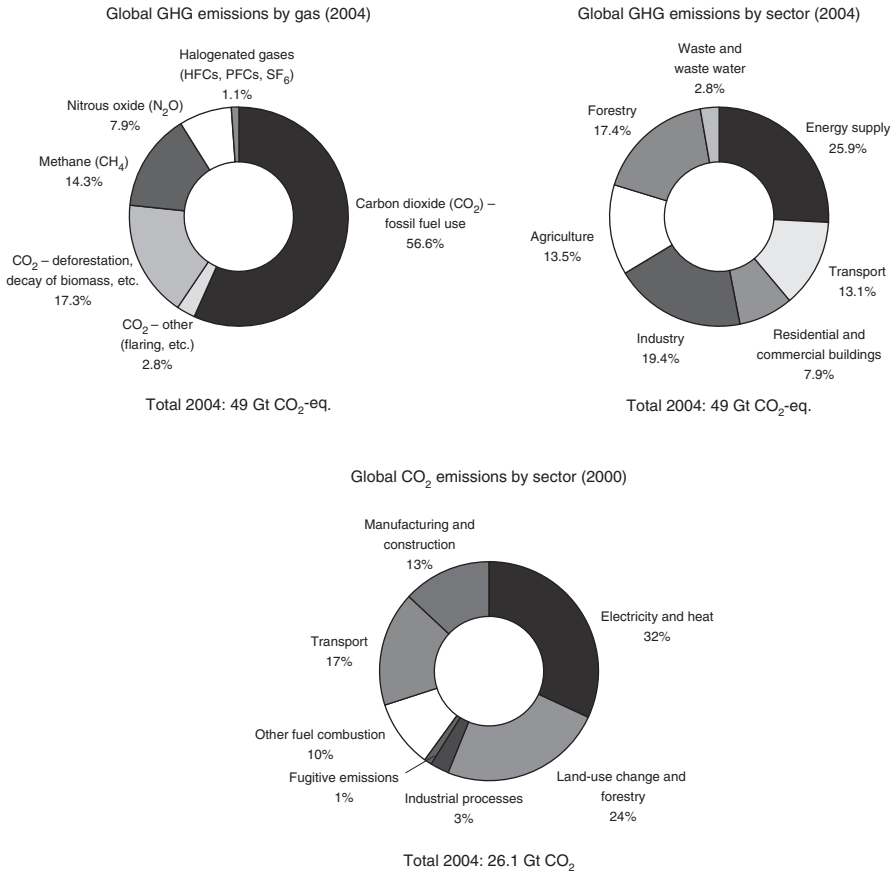 Global GHG emissions by gas (2004)
Halogenated gases
(HFCs, PFCs, SF₆)
1.1%
Nitrous oxide (N₂O)
7.9%
Methane (CH₄)
14.3%
Carbon dioxide (CO₂) –
fossil fuel use
56.6%
CO₂ – deforestation,
decay of biomass, etc.
17.3%
CO₂ – other
(flaring, etc.)
2.8%
Total 2004: 49 Gt CO₂-eq.
Global GHG emissions by sector (2004)
Waste and
waste water
2.8%
Forestry
17.4%
Energy supply
25.9%
Agriculture
13.5%
Transport
13.1%
Industry
19.4%
Residential and
commercial buildings
7.9%
Total 2004: 49 Gt CO₂-eq.
Global CO₂ emissions by sector (2000)
Manufacturing and
construction
13%
Electricity and heat
32%
Transport
17%
Other fuel combustion
10%
Fugitive emissions
1%
Industrial processes
3%
Land-use change and
forestry
24%
Total 2004: 26.1 Gt CO₂